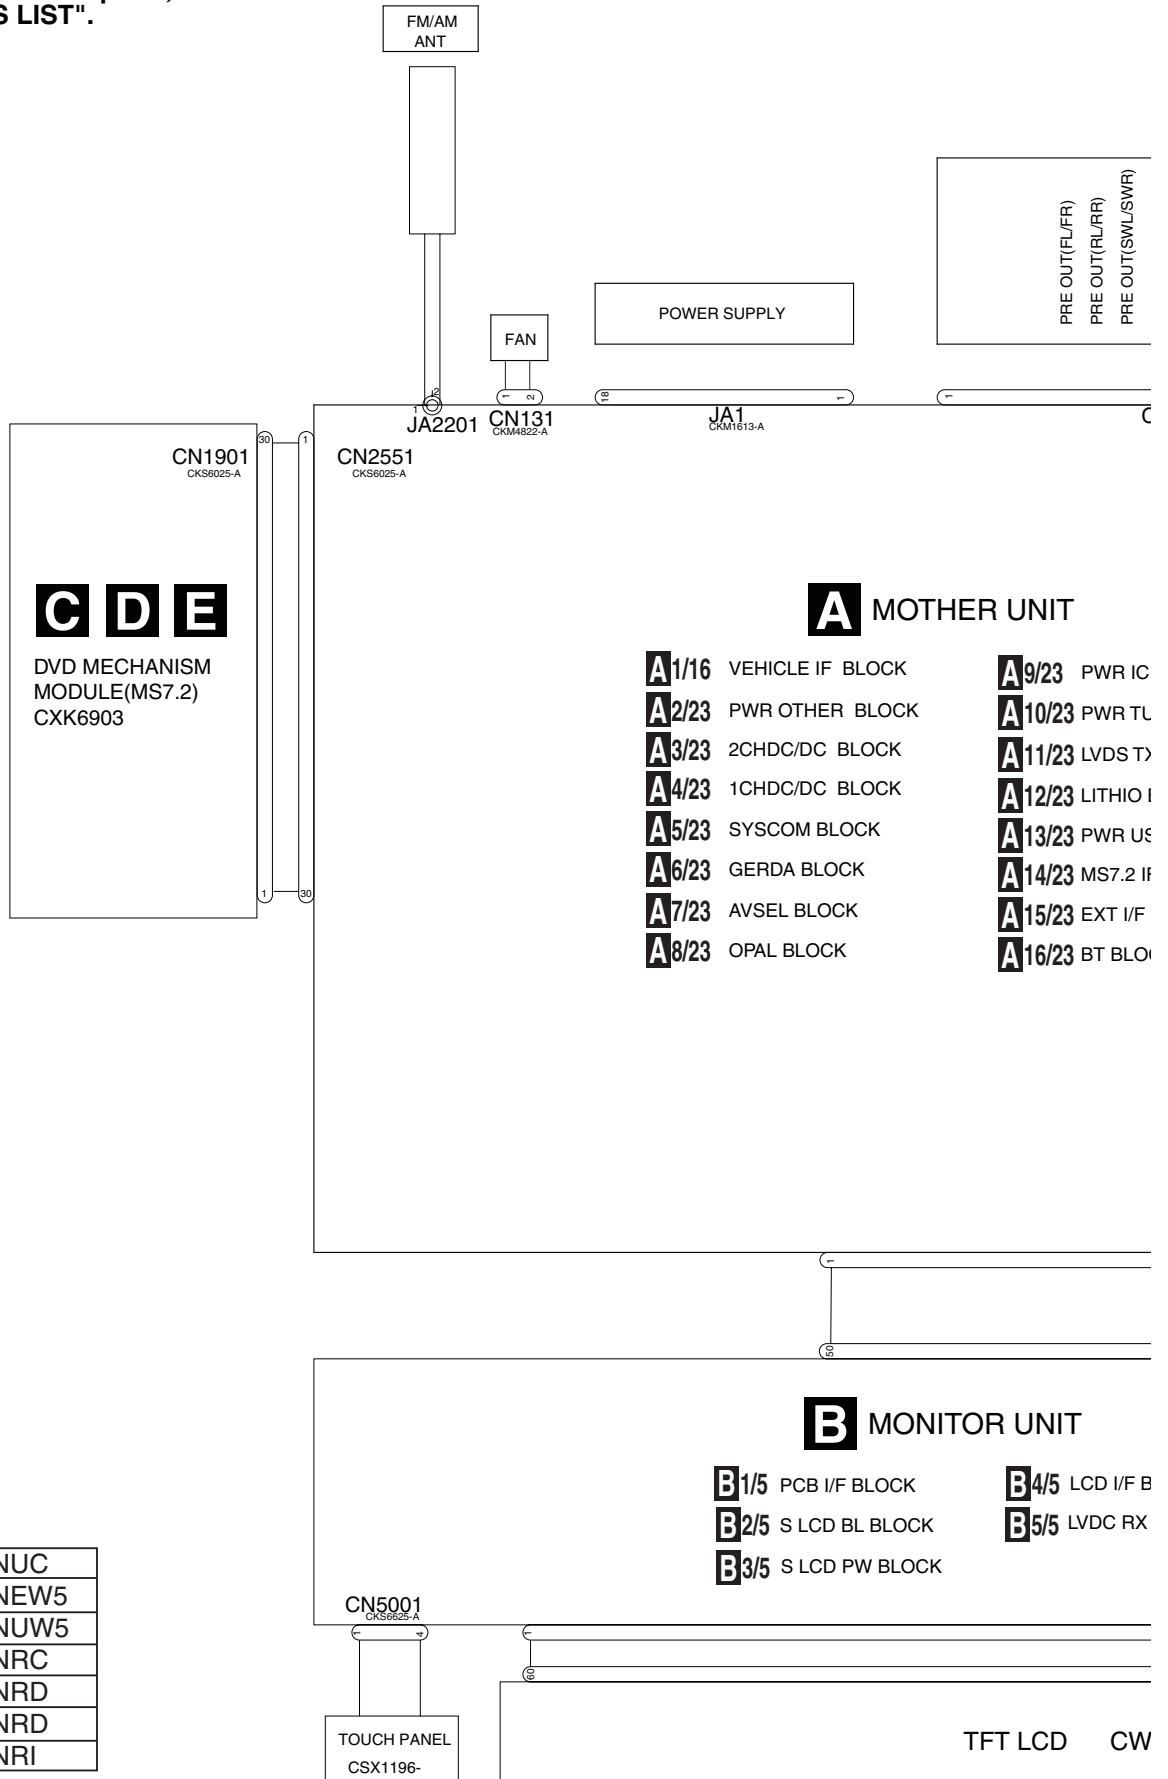 S LIST".
FM/AM
ANT
PRE OUT(FL/FR)
PRE OUT(RL/RR)
PRE OUT(SWL/SWR)
POWER SUPPLY
FAN
1 2
1 2
18 1
1
JA2201
CN131
CKM4822-A
JA1
CKM1613-A
C
CN1901
CKS6025-A
30 1
CN2551
CKS6025-A
C D E
DVD MECHANISM
MODULE(MS7.2)
CXK6903
1 30
A MOTHER UNIT
A 1/16 VEHICLE IF BLOCK
A 2/23 PWR OTHER BLOCK
A 3/23 2CHDC/DC BLOCK
A 4/23 1CHDC/DC BLOCK
A 5/23 SYSCOM BLOCK
A 6/23 GERDA BLOCK
A 7/23 AVSEL BLOCK
A 8/23 OPAL BLOCK
A 9/23 PWR IC
A 10/23 PWR TU
A 11/23 LVDS TX
A 12/23 LITHIO
A 13/23 PWR US
A 14/23 MS7.2 IF
A 15/23 EXT I/F
A 16/23 BT BLOC
1
50
B MONITOR UNIT
B 1/5 PCB I/F BLOCK
B 2/5 S LCD BL BLOCK
B 3/5 S LCD PW BLOCK
B 4/5 LCD I/F B
B 5/5 LVDC RX
CN5001
CKS6625-A
1 4
1
60
TOUCH PANEL
CSX1196-
TFT LCD CW
NUC
NEW5
NUW5
NRC
NRD
NRD
NRI